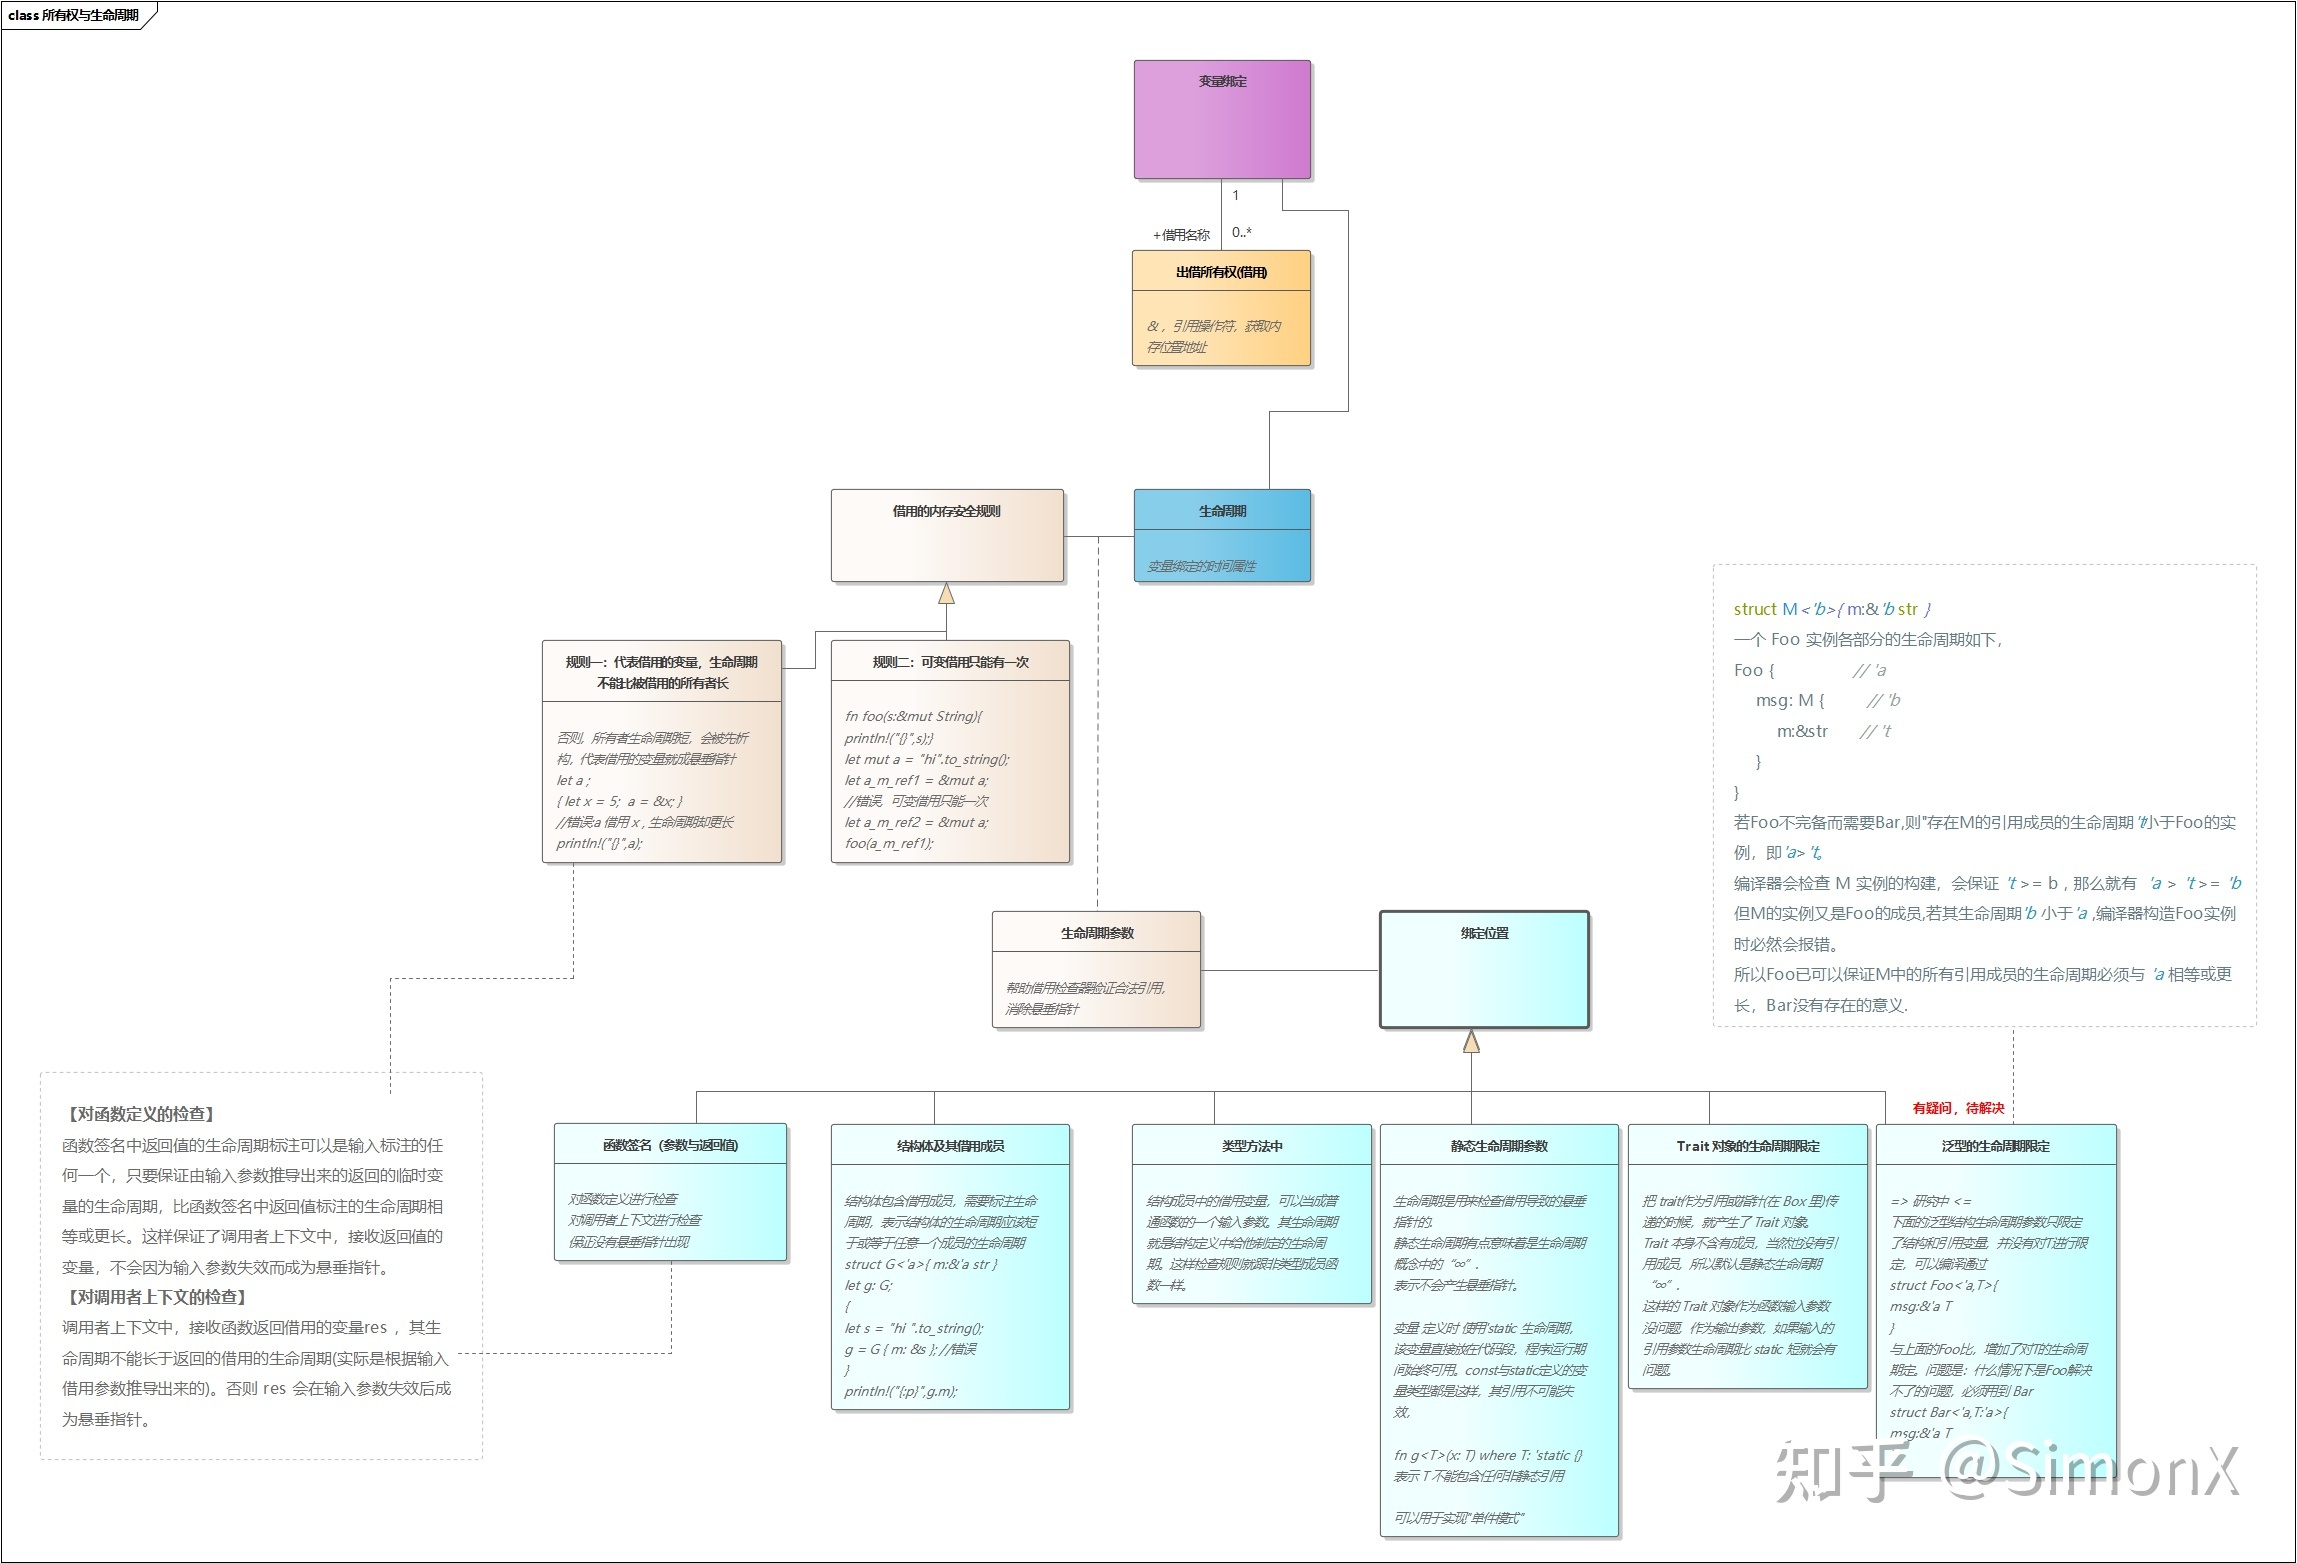 class 所有权与生命周期
变量绑定
1
+借用名称
0..*
出借所有权(借用)
& ，引用操作符，获取内
存位置地址
借用的内存安全规则
生命周期
变量绑定的时间属性
规则一：代表借用的变量，生命周期
不能比被借用的所有者长
否则，所有者生命周期短，会被先析
构，代表借用的变量就成悬垂指针
let a ;
{ let x = 5;  a = &x; }
//错误:a 借用 x , 生命周期却更长
println!("{}",a);
规则二：可变借用只能有一次
fn foo(s:&mut String){
println!("{}",s);}
let mut a = "hi".to_string();
let a_m_ref1 = &mut a;
//错误，可变借用只能一次
let a_m_ref2 = &mut a;
foo(a_m_ref1);
struct M <'b>{ m:& 'b str }
一个 Foo 实例各部分的生命周期如下，
Foo {    // 'a
msg: M {    // 'b
m:&str    // 't
}
}
若Foo不完备而需要Bar,则"存在M的引用成员的生命周期't小于Foo的实
例，即'a> 't。
编译器会检查 M 实例的构建，会保证 't >= b , 那么就有 'a > 't >= 'b
但M的实例又是Foo的成员,若其生命周期'b 小于'a ,编译器构造Foo实例
时必然会报错。
所以Foo已可以保证M中的所有引用成员的生命周期必须与 'a 相等或更
长，Bar没有存在的意义.
生命周期参数
帮助借用检查器验证合法引用，
消除悬垂指针
绑定位置
【对函数定义的检查】
函数签名中返回值的生命周期标注可以是输入标注的任
何一个，只要保证由输入参数推导出来的返回的临时变
量的生命周期，比函数签名中返回值标注的生命周期相
等或更长。这样保证了调用者上下文中，接收返回值的
变量，不会因为输入参数失效而成为悬垂指针。
【对调用者上下文的检查】
调用者上下文中，接收函数返回借用的变量res ，其生
命周期不能长于返回的借用的生命周期(实际是根据输入
借用参数推导出来的)。否则 res 会在输入参数失效后成
为悬垂指针。
函数签名（参数与返回值)
对函数定义进行检查
对调用者上下文进行检查
保证没有悬垂指针出现
结构体及其借用成员
结构体包含借用成员，需要标注生命
周期，表示结构体的生命周期应该短
于或等于任意一个成员的生命周期
struct G<'a>{ m:&'a str }
let g: G;
{
let s = "hi ".to_string();
g = G { m: &s }; //错误
}
println!("{:p}",g.m);
类型方法中
结构成员中的借用变量，可以当成普
通函数的一个输入参数。其生命周期
就是结构定义中给他制定的生命周
期。这样检查规则就跟非类型成员函
数一样。
静态生命周期参数
生命周期是用来检查借用导致的悬垂
指针的.
静态生命周期有点意味着是生命周期
概念中的“∞”.
表示不会产生悬垂指针。
变量 定义时 使用'static 生命周期，
该变量直接放在代码段，程序运行期
间始终可用。const与static定义的变
量类型都是这样，其引用不可能失
效，
fn g<T>(x: T) where T: 'static {}
表示 T 不能包含任何非静态引用
可以用于实现"单件模式"
Trait 对象的生命周期限定
把 trait作为引用或指针(在 Box 里)传
递的时候，就产生了 Trait 对象。
Trait 本身不含有成员，当然也没有引
用成员，所以默认是静态生命周期
“∞”.
这样的 Trait 对象作为函数输入参数
没问题，作为输出参数，如果输入的
引用参数生命周期比 static 短就会有
问题。
有疑问，待解决
泛型的生命周期限定
=> 研究中 <=
下面的泛型结构生命周期参数只限定
了结构和引用变量，并没有对T进行限
定，可以编译通过
struct Foo<'a,T>{
msg:&'a T
}
与上面的Foo比，增加了对T的生命周
期定。问题是：什么情况下是Foo解决
不了的问题，必须用到 Bar
struct Bar<'a,T:'a>{
msg:&'a T
知乎 @SimonX